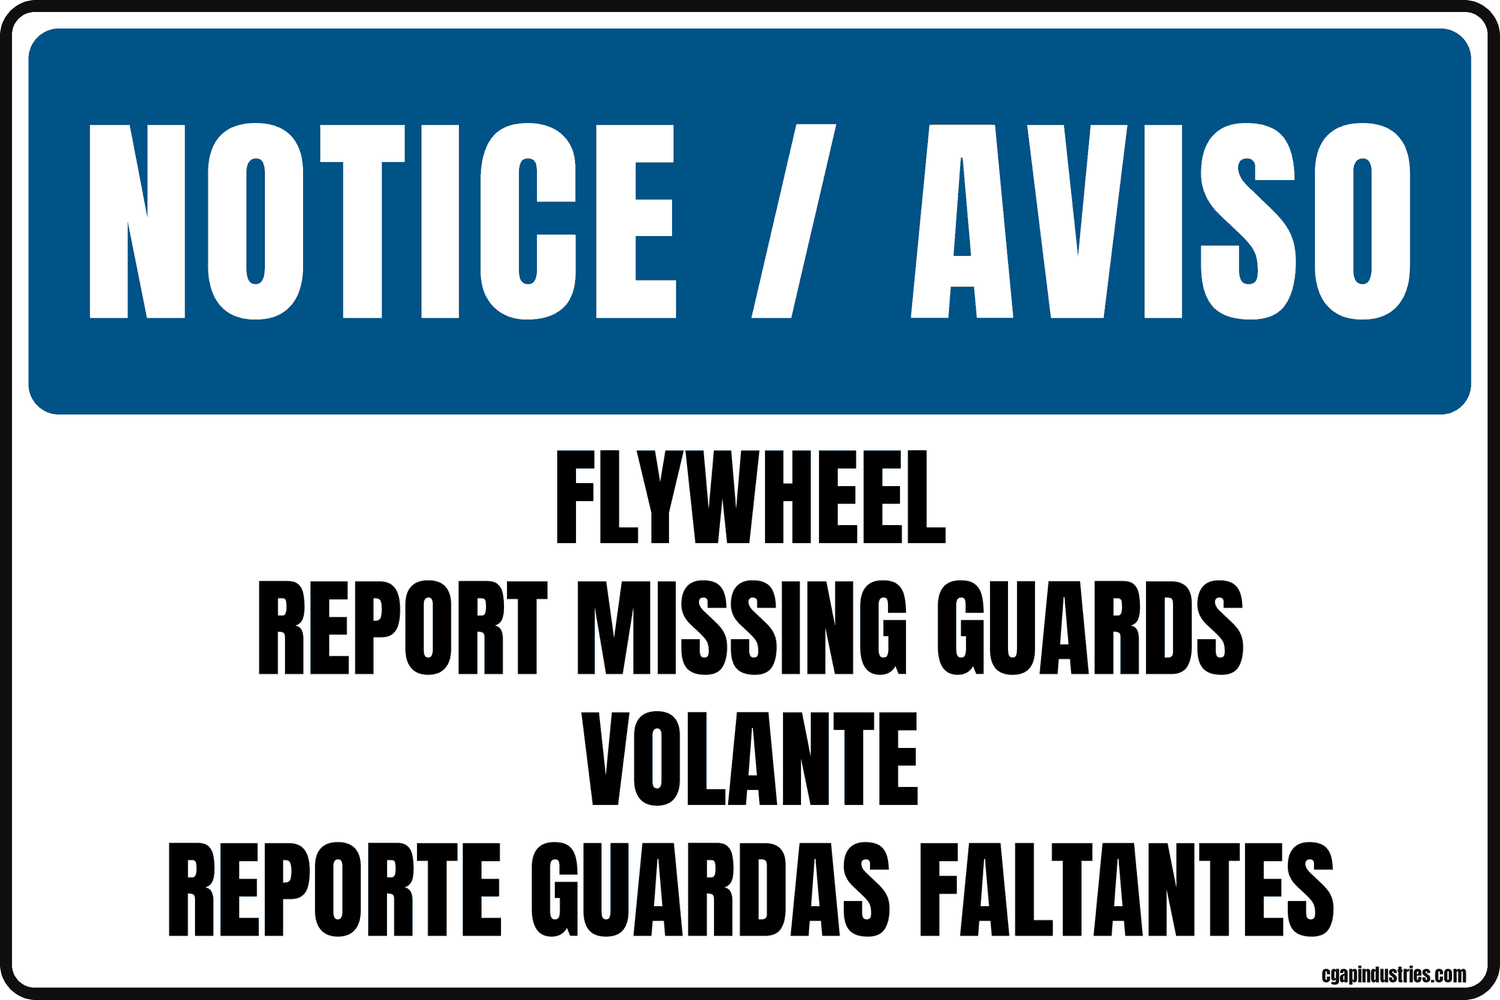 NOTICE / AVISO
FLYWHEEL
REPORT MISSING GUARDS
VOLANTE
REPORTE GUARDAS FALTANTES
cgapindustries.com